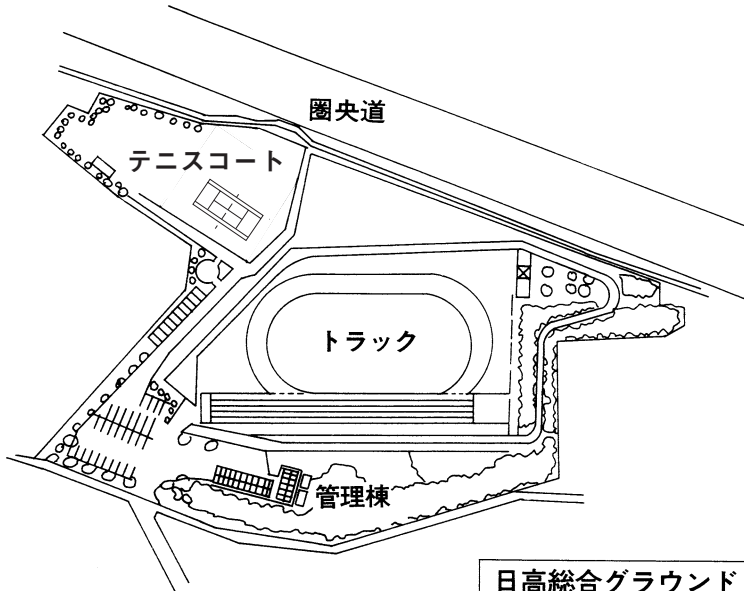 圏央道
テニスコート
トラック
管理棟
日高総合グラウンド